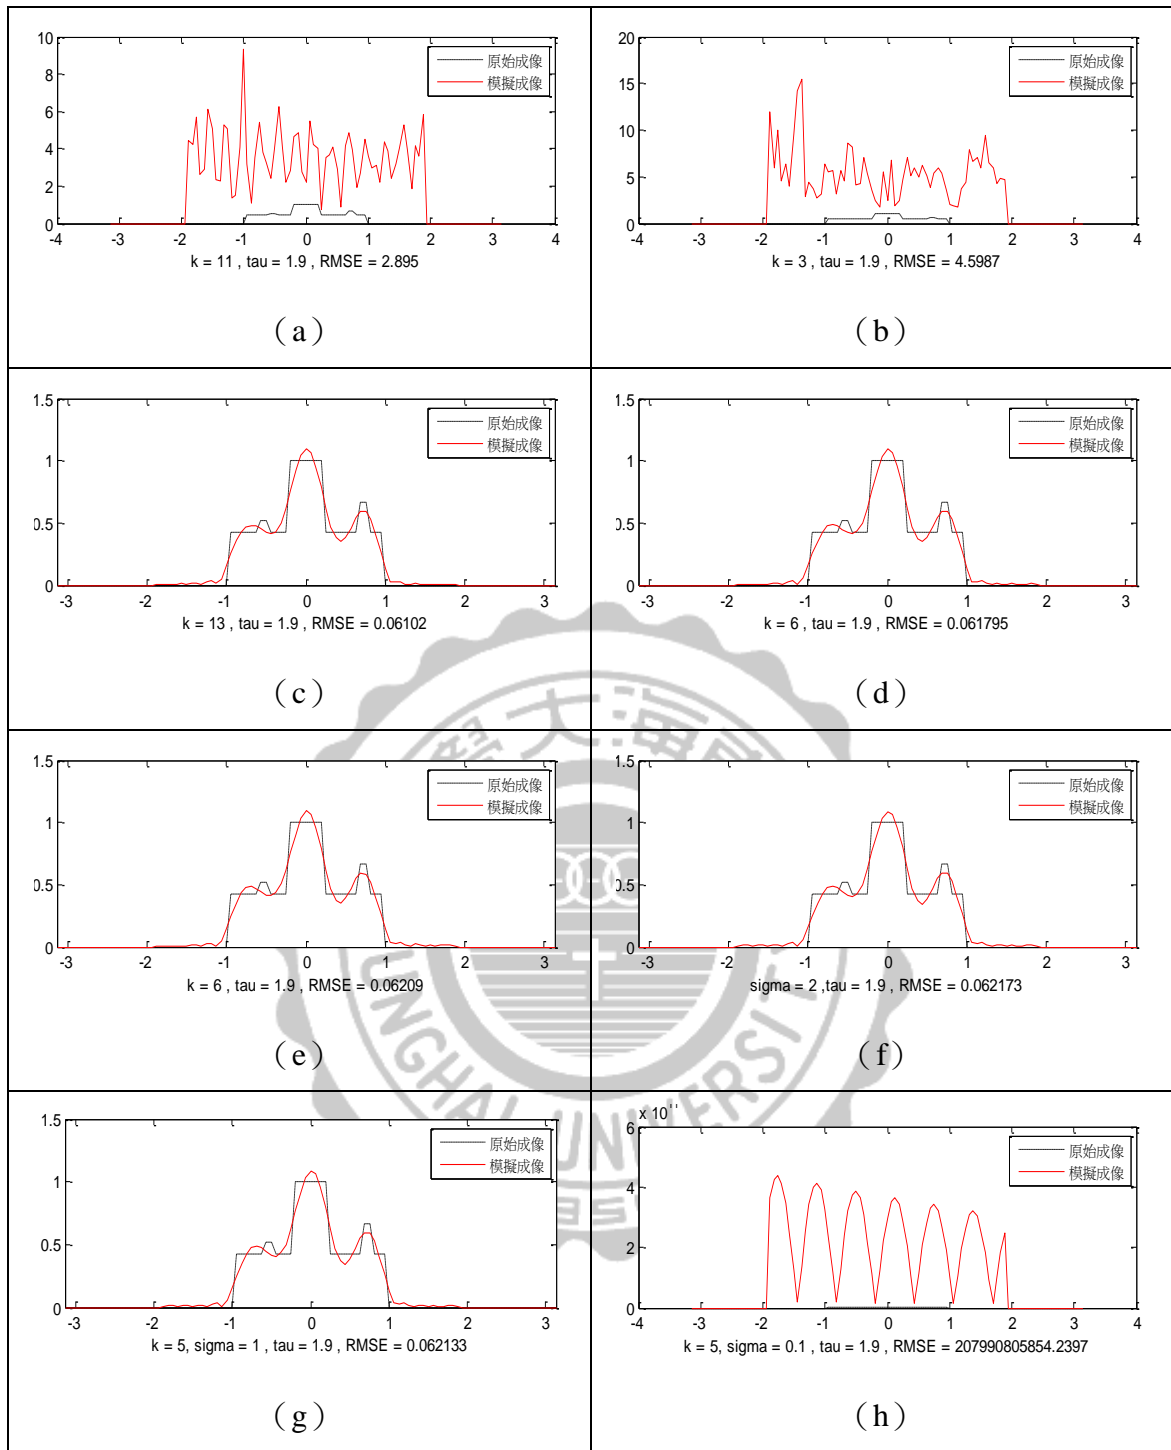 10
8
6
4
2
0
-4 -3 -2 -1 0 1 2 3 4
原始成像
模擬成像
k = 11 , tau = 1.9 , RMSE = 2.895
(a)
20
15
10
5
0
-4 -3 -2 -1 0 1 2 3 4
原始成像
模擬成像
k = 3 , tau = 1.9 , RMSE = 4.5987
(b)
1.5
1
0.5
0
-3 -2 -1 0 1 2 3
原始成像
模擬成像
k = 13 , tau = 1.9 , RMSE = 0.06102
(c)
1.5
1
0.5
0
-3 -2 -1 0 1 2 3
原始成像
模擬成像
k = 6 , tau = 1.9 , RMSE = 0.061795
(d)
1.5
1
0.5
0
-3 -2 -1 0 1 2 3
原始成像
模擬成像
k = 6 , tau = 1.9 , RMSE = 0.06209
(e)
1.5
1
0.5
0
-3 -2 -1 0 1 2 3
原始成像
模擬成像
sigma = 2 ,tau = 1.9 , RMSE = 0.062173
(f)
1.5
1
0.5
0
-3 -2 -1 0 1 2 3
原始成像
模擬成像
k = 5, sigma = 1 , tau = 1.9 , RMSE = 0.062133
(g)
x 10''
6
4
2
0
-4 -3 -2 -1 0 1 2 3 4
原始成像
模擬成像
k = 5, sigma = 0.1 , tau = 1.9 , RMSE = 207990805854.2397
(h)
學大海東
UNGHAI UNIVERSIT